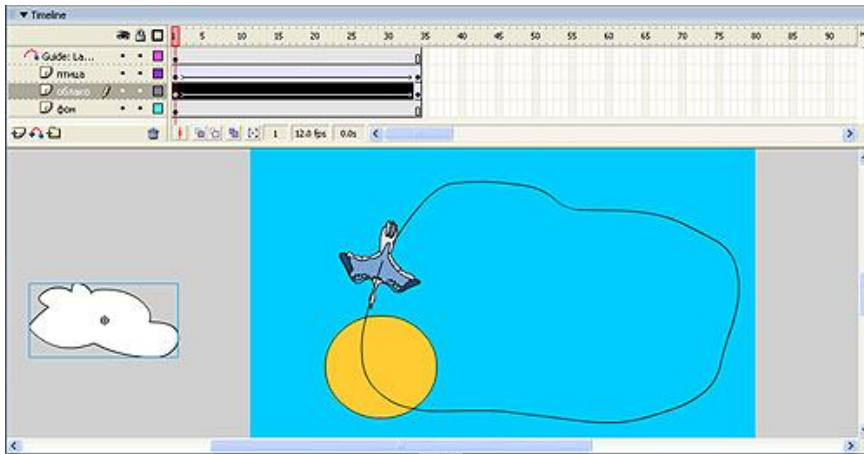 ▼ Timeline
1 5 10 15 20 25 30 35 40 45 50 55 60 65 70 75 80 85 90
Guide: La...
птица
облако
фон
1 12.0 fps 0.0s